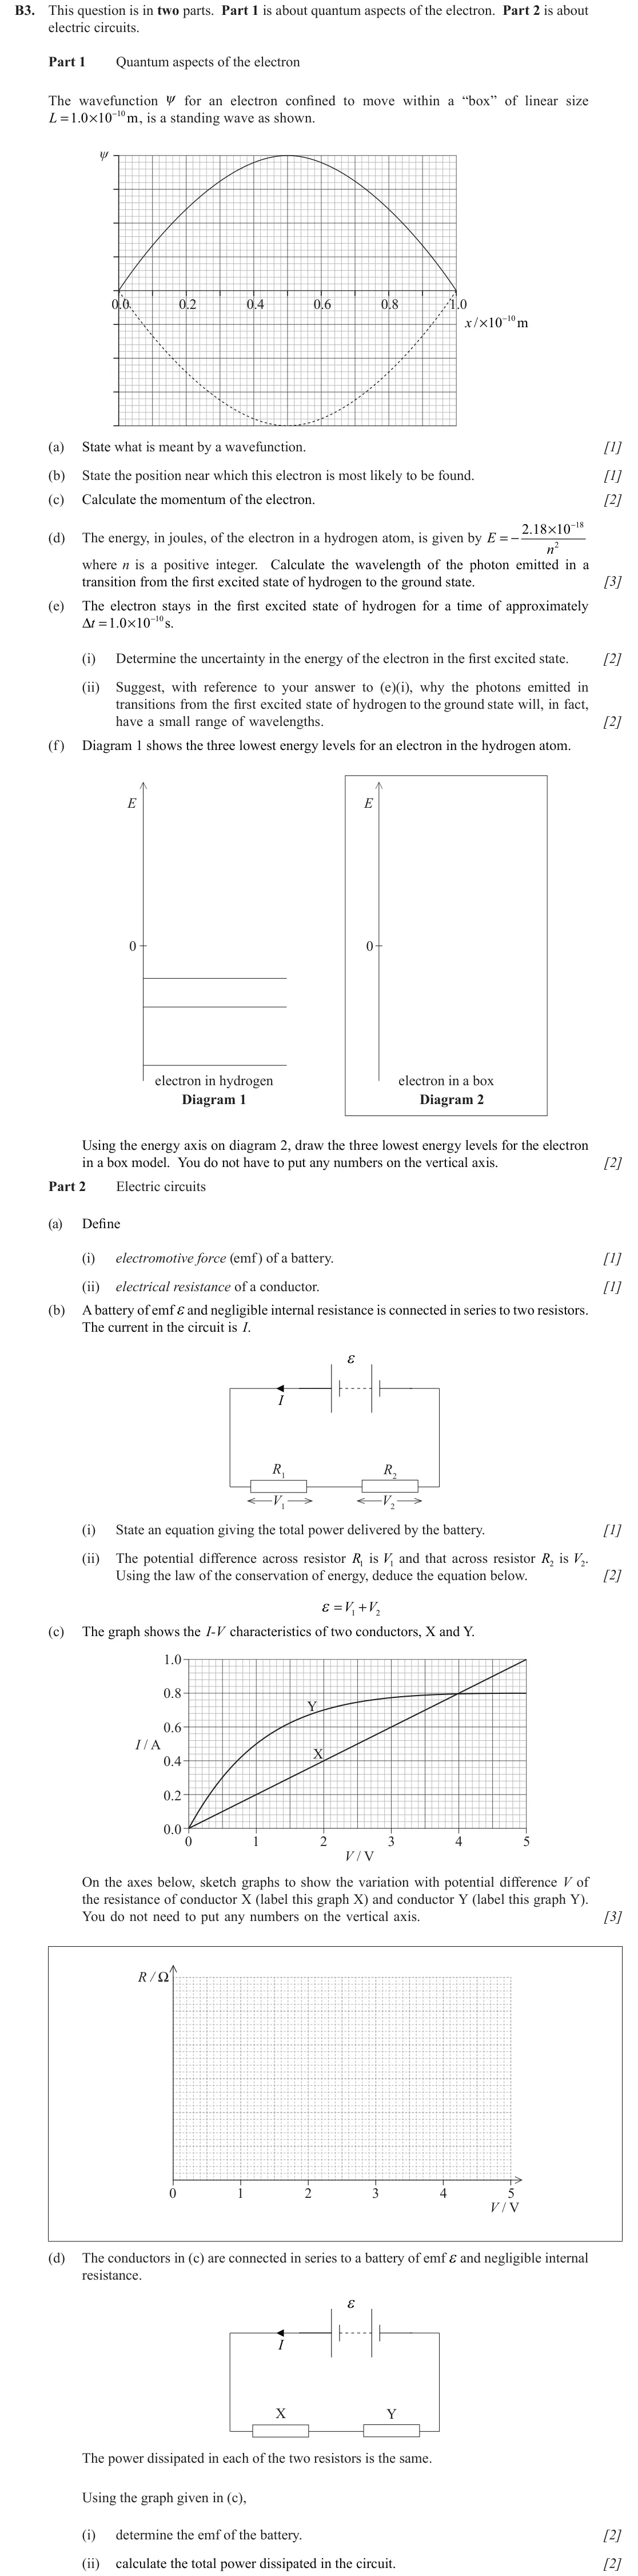 B3. This question is in two parts. Part 1 is about quantum aspects of the electron. Part 2 is about
electric circuits.
Part 1 Quantum aspects of the electron
The wavefunction Ψ for an electron confined to move within a “box” of linear size
L = 1.0×10⁻¹⁰ m, is a standing wave as shown.
ψ
0.0 0.2 0.4 0.6 0.8 1.0
x/×10⁻¹⁰ m
(a) State what is meant by a wavefunction. [1]
(b) State the position near which this electron is most likely to be found. [1]
(c) Calculate the momentum of the electron. [2]
(d) The energy, in joules, of the electron in a hydrogen atom, is given by E = −2.18×10⁻¹⁸/n²
where n is a positive integer. Calculate the wavelength of the photon emitted in a
transition from the first excited state of hydrogen to the ground state. [3]
(e) The electron stays in the first excited state of hydrogen for a time of approximately
Δt = 1.0×10⁻¹⁰ s.
(i) Determine the uncertainty in the energy of the electron in the first excited state. [2]
(ii) Suggest, with reference to your answer to (e)(i), why the photons emitted in
transitions from the first excited state of hydrogen to the ground state will, in fact,
have a small range of wavelengths. [2]
(f) Diagram 1 shows the three lowest energy levels for an electron in the hydrogen atom.
E E
0 0
electron in hydrogen electron in a box
Diagram 1 Diagram 2
Using the energy axis on diagram 2, draw the three lowest energy levels for the electron
in a box model. You do not have to put any numbers on the vertical axis. [2]
Part 2 Electric circuits
(a) Define
(i) electromotive force (emf) of a battery. [1]
(ii) electrical resistance of a conductor. [1]
(b) A battery of emf ε and negligible internal resistance is connected in series to two resistors.
The current in the circuit is I.
ε
I
R₁ R₂
V₁ V₂
(i) State an equation giving the total power delivered by the battery. [1]
(ii) The potential difference across resistor R₁ is V₁ and that across resistor R₂ is V₂.
Using the law of the conservation of energy, deduce the equation below. [2]
ε = V₁ + V₂
(c) The graph shows the I-V characteristics of two conductors, X and Y.
1.0
0.8
Y
0.6
I / A
X
0.4
0.2
0.0
0 1 2 3 4 5
V / V
On the axes below, sketch graphs to show the variation with potential difference V of
the resistance of conductor X (label this graph X) and conductor Y (label this graph Y).
You do not need to put any numbers on the vertical axis. [3]
R / Ω
0 1 2 3 4 5
V / V
(d) The conductors in (c) are connected in series to a battery of emf ε and negligible internal
resistance.
ε
I
X Y
The power dissipated in each of the two resistors is the same.
Using the graph given in (c),
(i) determine the emf of the battery. [2]
(ii) calculate the total power dissipated in the circuit. [2]